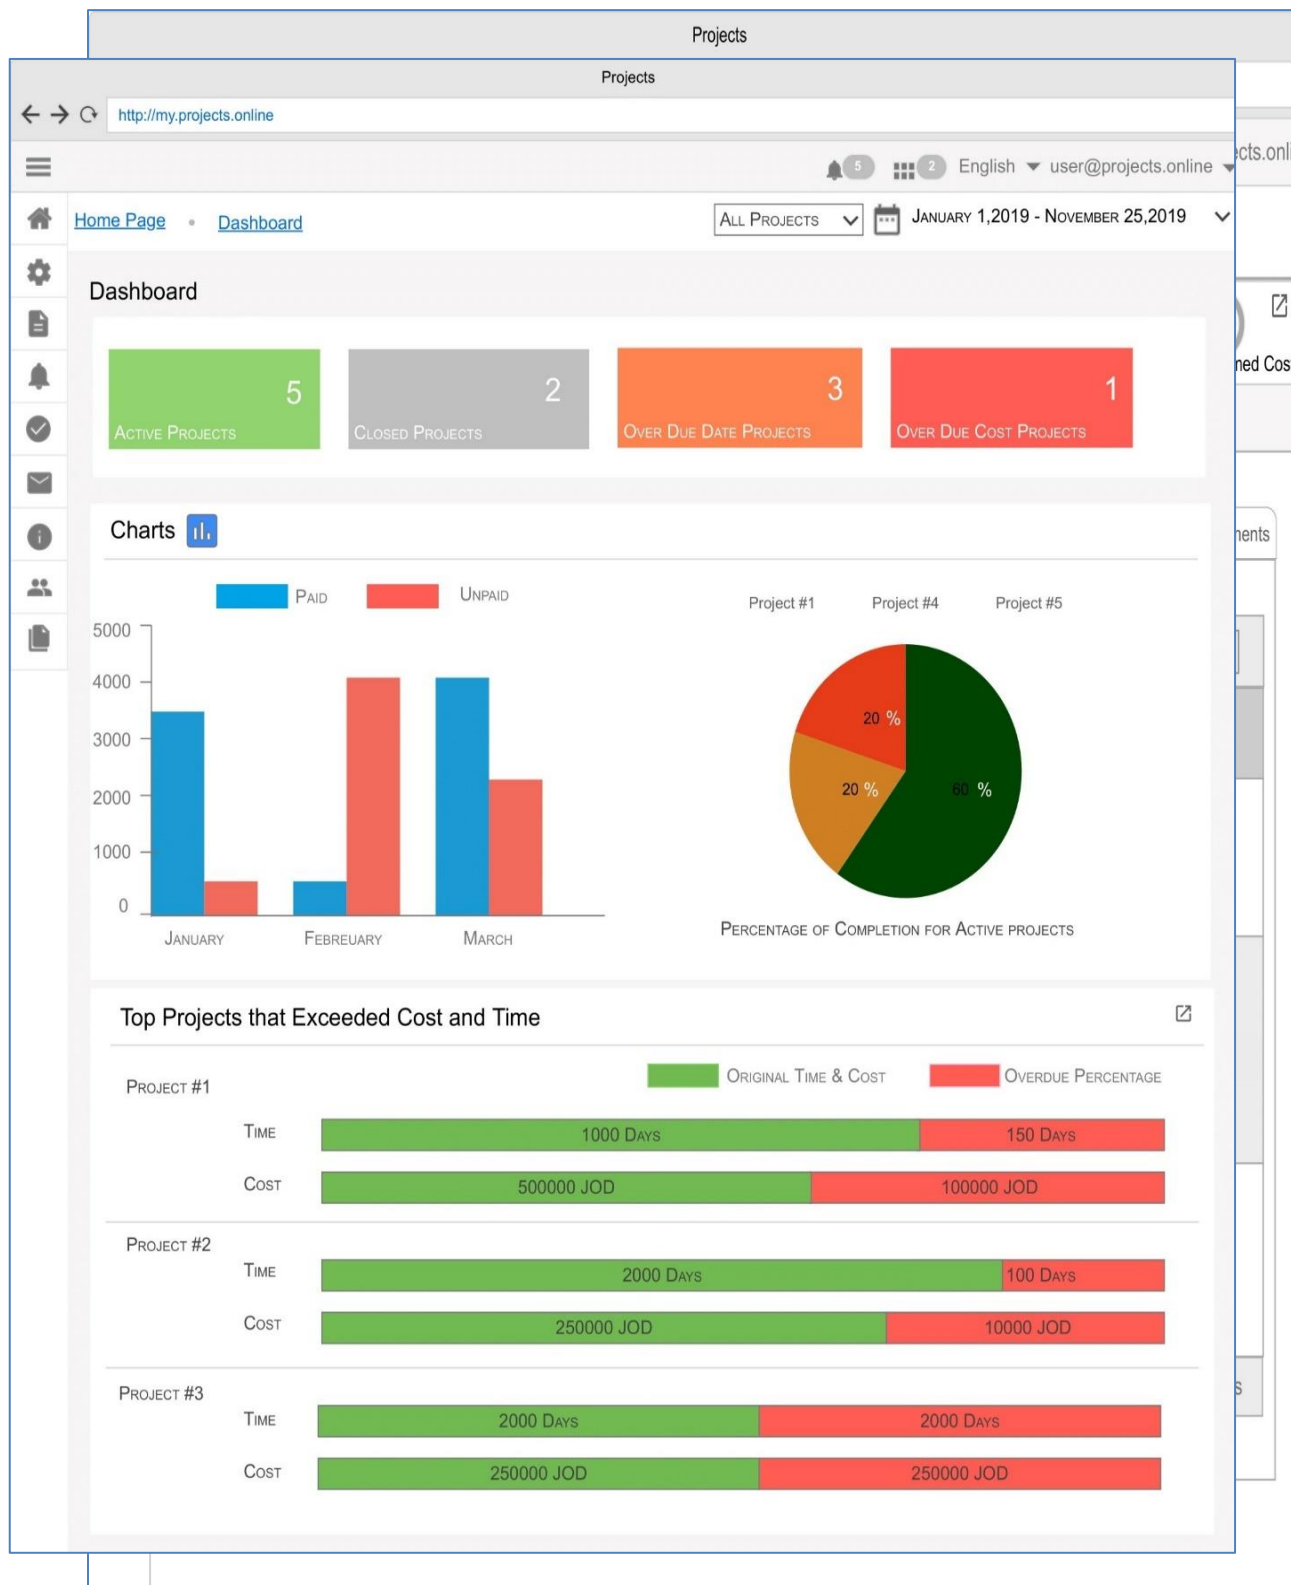 Projects
Projects
http://my.projects.online
5 2 English user@projects.online
Home Page • Dashboard ALL PROJECTS JANUARY 1,2019 - NOVEMBER 25,2019
Dashboard
5 2 3 1
ACTIVE PROJECTS CLOSED PROJECTS OVER DUE DATE PROJECTS OVER DUE COST PROJECTS
Charts
PAID UNPAID Project #1 Project #4 Project #5
5000
4000
3000
2000
1000
0
20 %
20 % 60 %
JANUARY FEBREUARY MARCH
PERCENTAGE OF COMPLETION FOR ACTIVE PROJECTS
Top Projects that Exceeded Cost and Time
ORIGINAL TIME & COST OVERDUE PERCENTAGE
PROJECT #1
TIME 1000 DAYS 150 DAYS
COST 500000 JOD 100000 JOD
PROJECT #2
TIME 2000 DAYS 100 DAYS
COST 250000 JOD 10000 JOD
PROJECT #3
TIME 2000 DAYS 2000 DAYS
COST 250000 JOD 250000 JOD